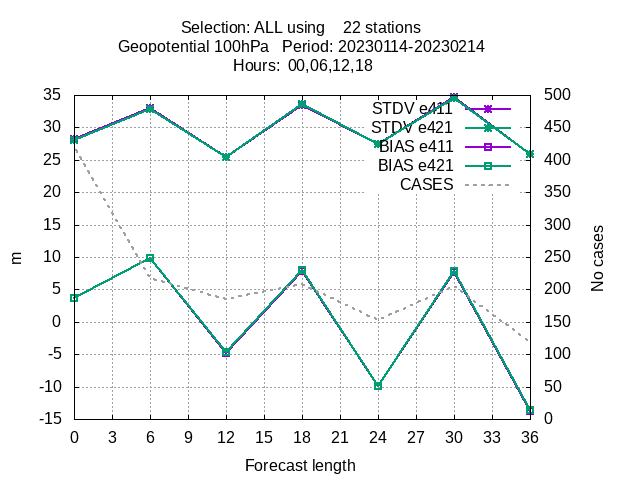 Selection: ALL using    22 stations
Geopotential 100hPa   Period: 20230114-20230214
Hours:  00,06,12,18
35
30
25
20
15
10
5
0
-5
-10
-15
m
STDV e411
STDV e421
BIAS e411
BIAS e421
CASES
500
450
400
350
300
250
200
150
100
50
0
No cases
0 3 6 9 12 15 18 21 24 27 30 33 36
Forecast length